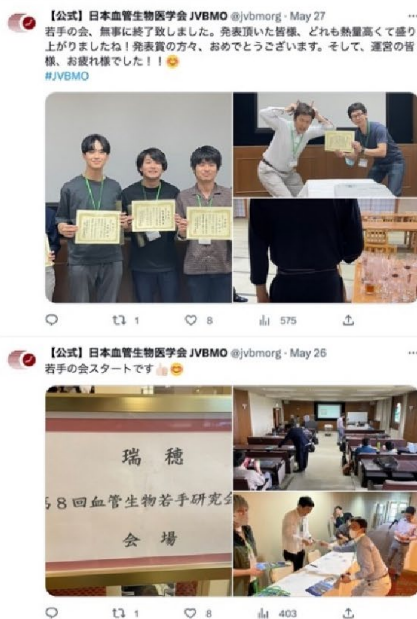 【公式】日本血管生物医学会 JVBMO @jvbmorg · May 27
若手の会、無事に終了致しました。発表頂いた皆様、どれも熱量高くて盛り
上がりましたね！発表賞の方々、おめでとうございます。そして、運営の皆
様、お疲れ様でした！！😊
#JVBMO
1 8 575
【公式】日本血管生物医学会 JVBMO @jvbmorg · May 26
若手の会スタートです👍🏻😊
瑞穂
8回血管生物若手研究会
会場
1 8 403